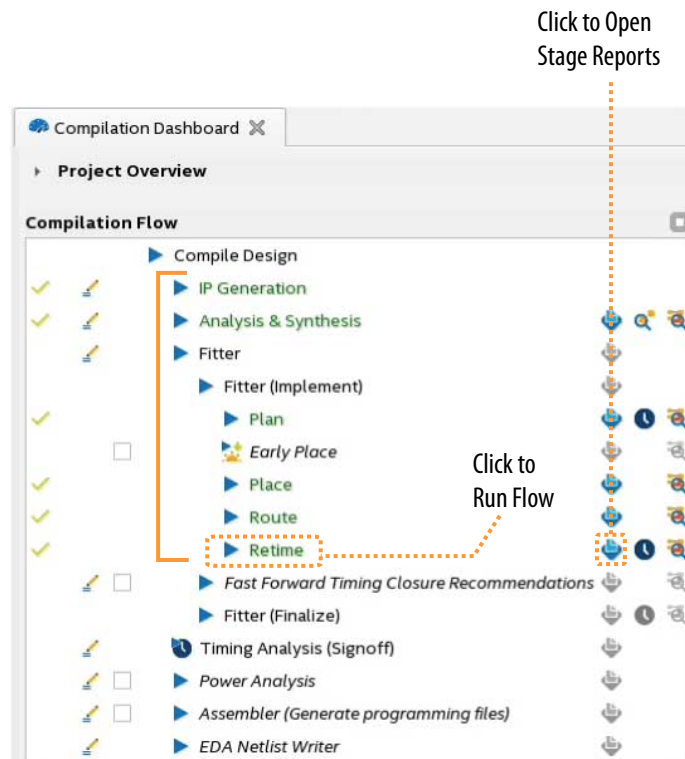 Click to Open
Stage Reports
Compilation Dashboard
Project Overview
Compilation Flow
Compile Design
IP Generation
Analysis & Synthesis
Fitter
Fitter (Implement)
Plan
Early Place
Click to
Run Flow
Place
Route
Retime
Fast Forward Timing Closure Recommendations
Fitter (Finalize)
Timing Analysis (Signoff)
Power Analysis
Assembler (Generate programming files)
EDA Netlist Writer